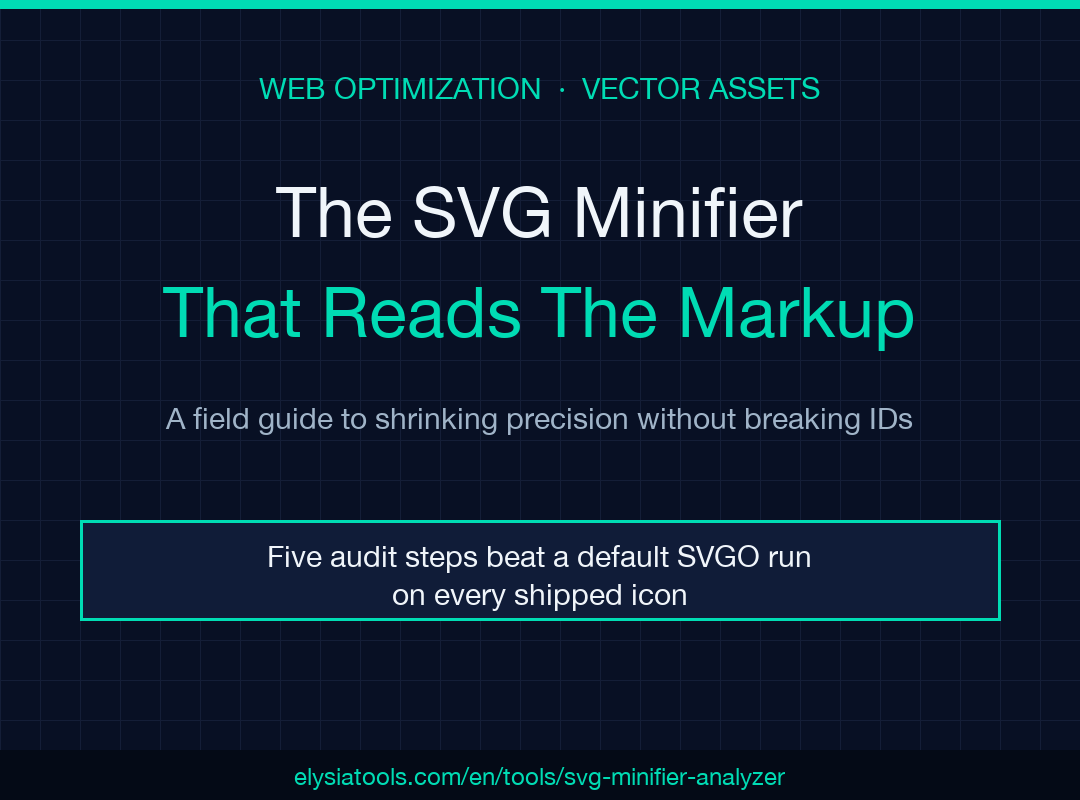 WEB OPTIMIZATION · VECTOR ASSETS
The SVG Minifier
That Reads The Markup
A field guide to shrinking precision without breaking IDs
Five audit steps beat a default SVGO run
on every shipped icon
elysiatools.com/en/tools/svg-minifier-analyzer